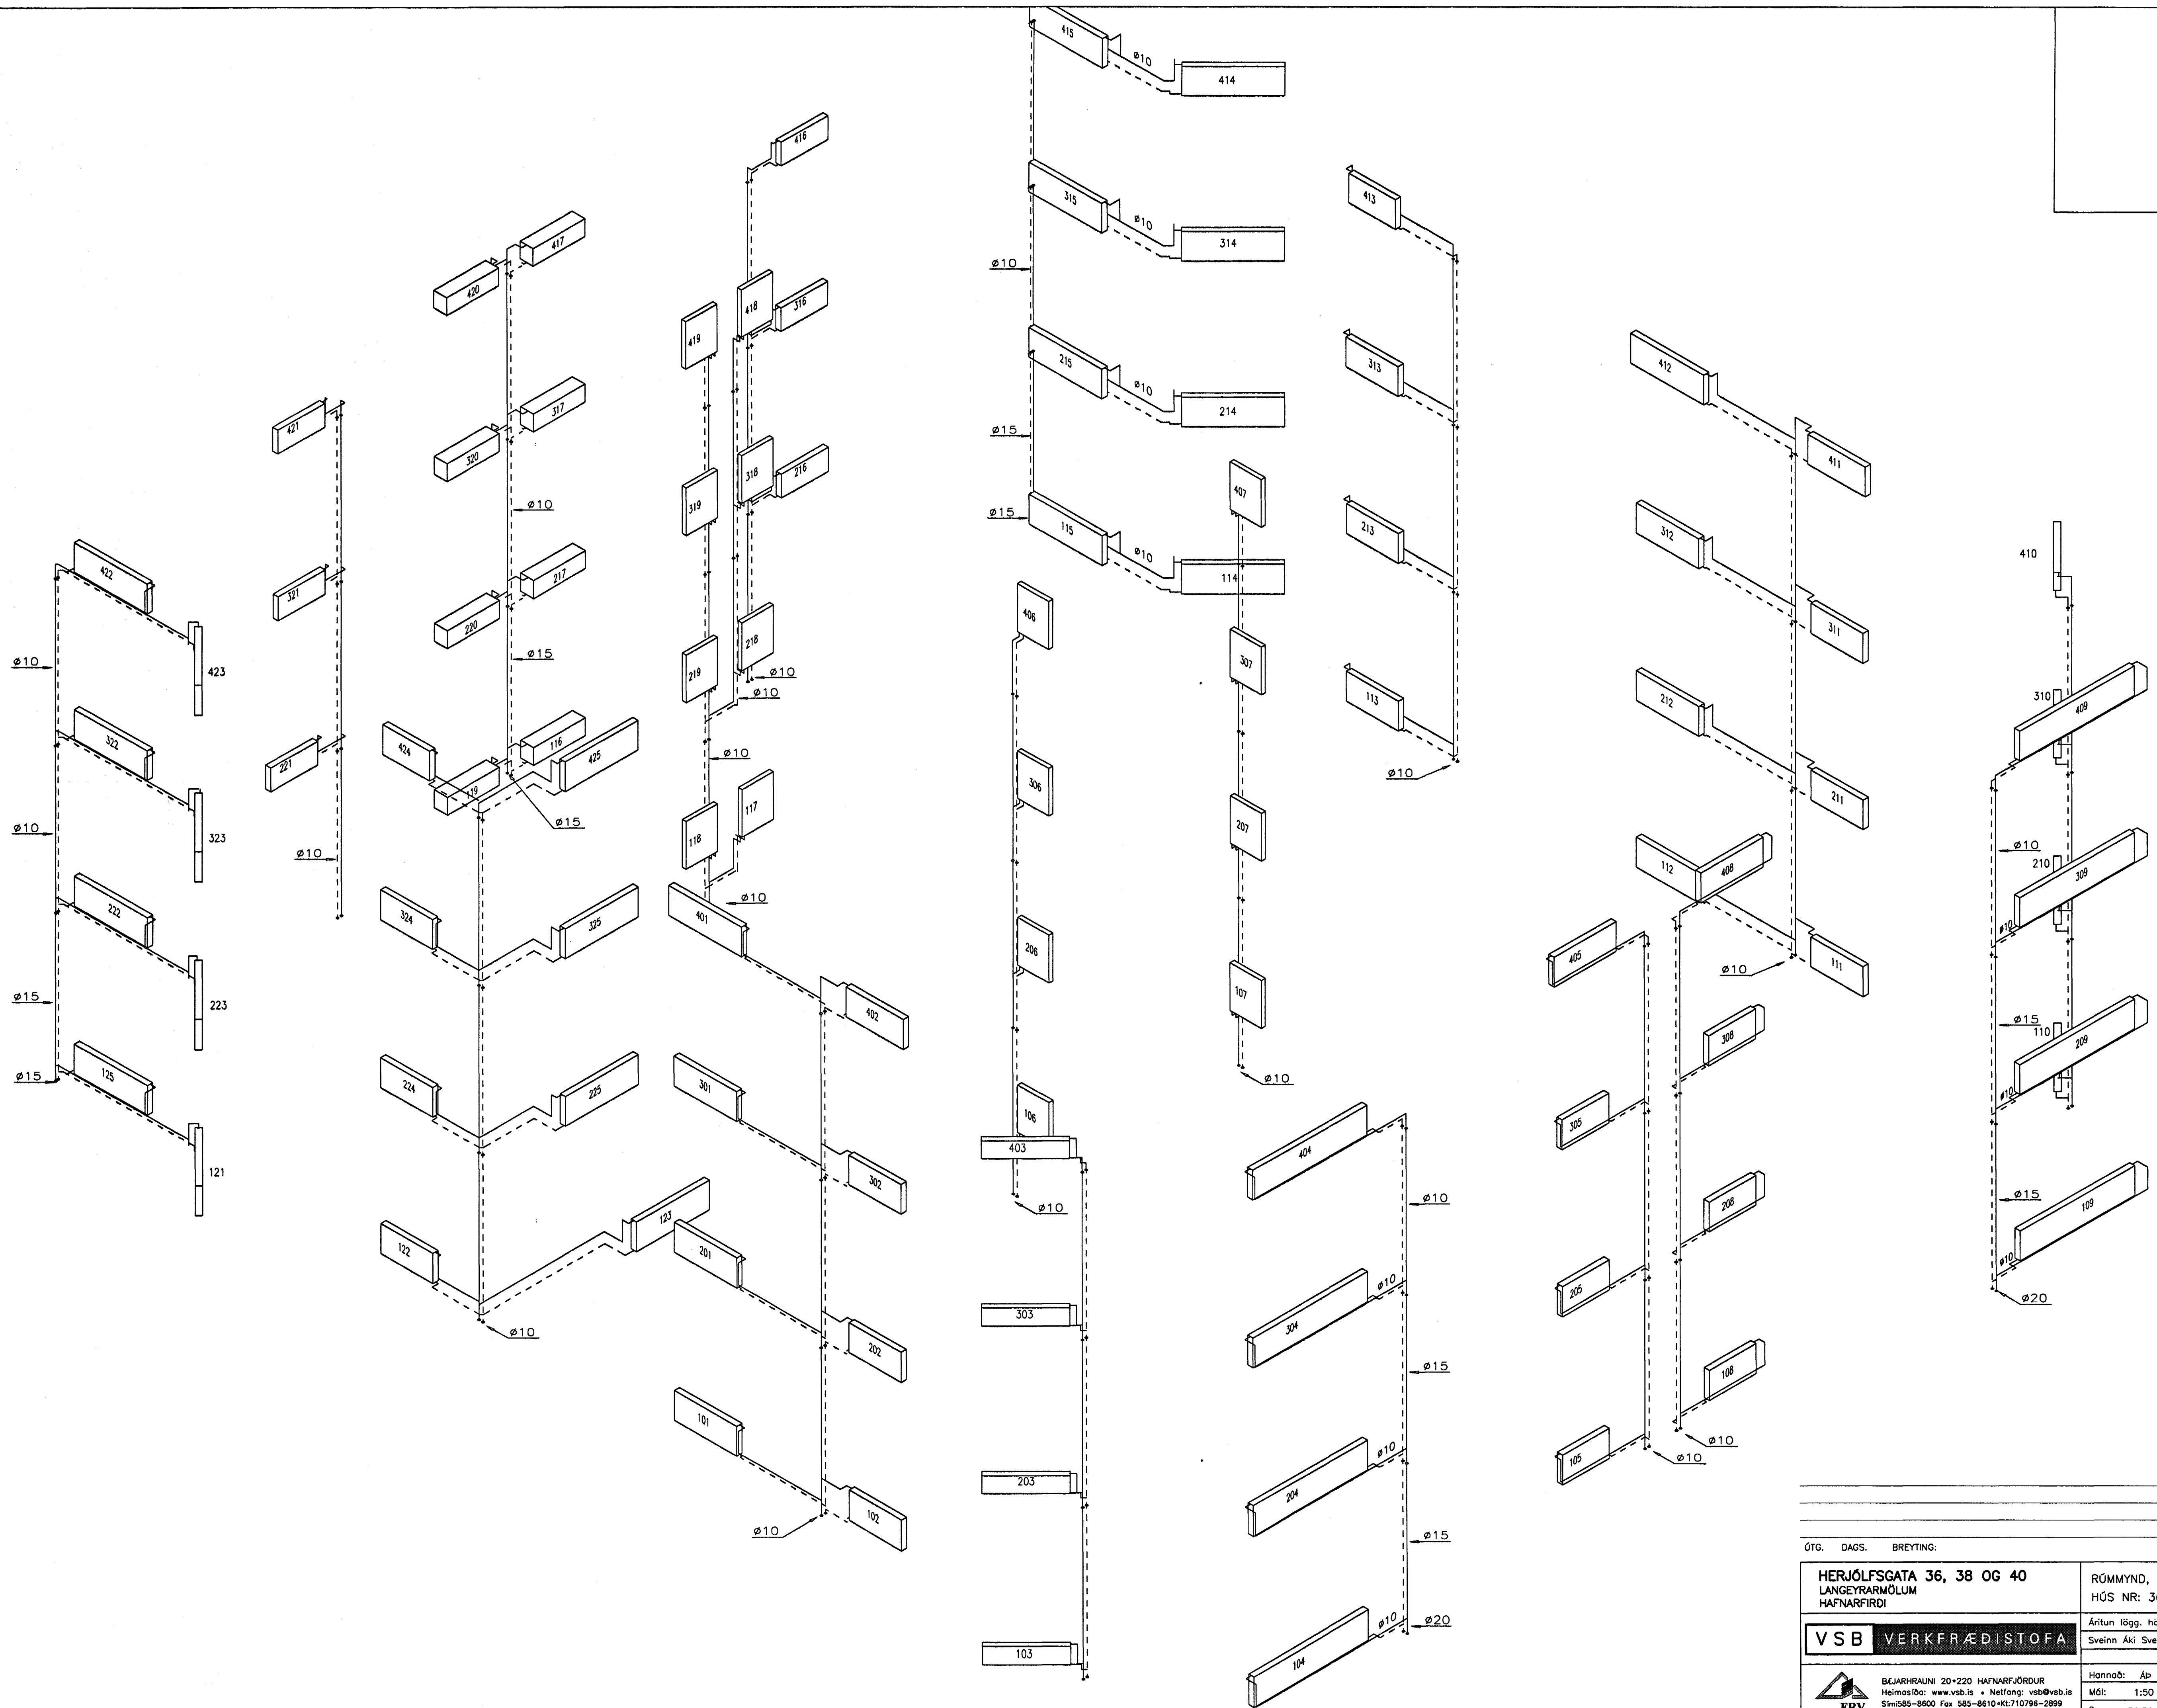 415
ø10
414
416
315
ø10
314
413
417
ø10
420
418
316
419
215
ø10
214
313
412
411
421
317
320
318
216
ø15
407
319
ø10
ø15
115
ø10
114
213
312
311
410
422
321
217
220
406
ø15
218
219
ø10
ø10
307
113
212
310
409
ø10
423
322
221
424
116
425
119
ø15
ø10
306
ø10
211
117
118
207
112
408
ø10
210
309
ø10
323
ø10
222
324
325
401
ø10
206
405
ø10
111
ø10
107
ø15
223
402
308
ø15
110
209
ø15
125
224
225
301
106
ø10
305
ø10
403
404
121
302
ø10
208
ø15
109
122
123
201
ø10
ø10
205
ø10
ø20
303
304
ø10
202
ø15
108
101
105
ø10
ø10
203
204
ø10
102
ø10
ø15
103
104
ø10
ø20
ÚTG. DAGS. BREYTING:
HERJÓLFSGATA 36, 38 OG 40
LANGEYRARMÖLUM
HAFNARFIRÐI
RÚMMYND,
HÚS NR:
Áritun lögg.
Sveinn Áki
VSB VERKFRÆÐISTOFA
BÆJARHRAUNI 20•220 HAFNARFJÖRÐUR
Heimasíða: www.vsb.is • Netfang: vsb@vsb.is
Sími585-8600 Fax 585-8610•Kt:710796-2899
FRV
Hannað: ÁÞ
Mál: 1:50